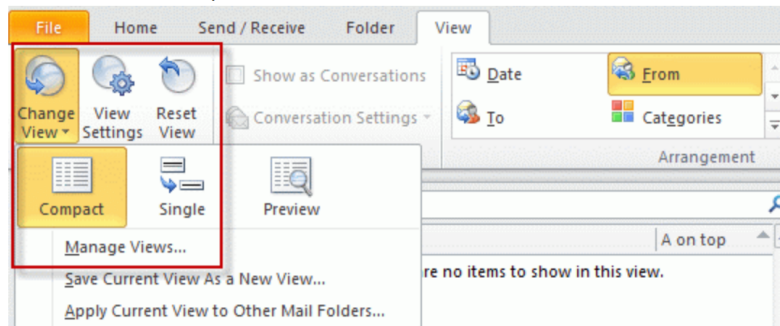 File Home Send / Receive Folder View
Show as Conversations
Date From
Change View View Settings Reset View
Conversation Settings
To Categories
Arrangement
Compact Single Preview
Manage Views...
A on top
Save Current View As a New View...
re no items to show in this view.
Apply Current View to Other Mail Folders...